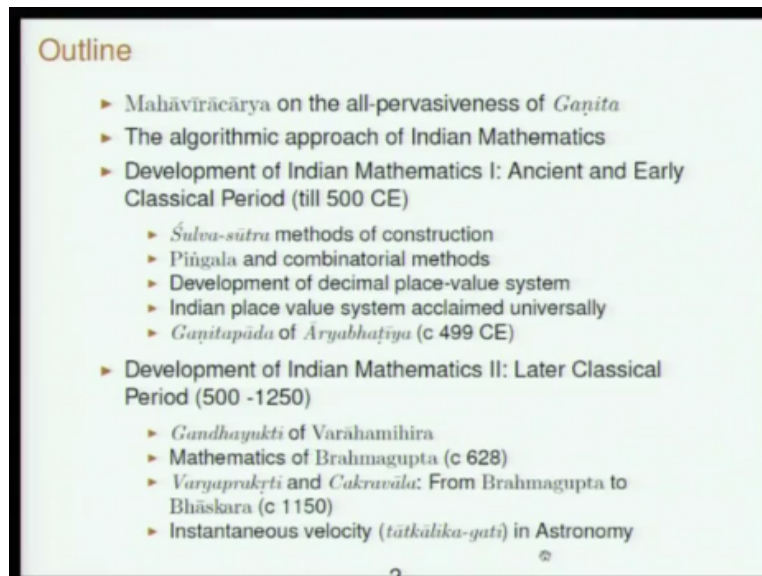 Outline
► Mahāvīrācārya on the all-pervasiveness of Gaṇita
► The algorithmic approach of Indian Mathematics
► Development of Indian Mathematics I: Ancient and Early
Classical Period (till 500 CE)
► Śulva-sūtra methods of construction
► Piṅgala and combinatorial methods
► Development of decimal place-value system
► Indian place value system acclaimed universally
► Gaṇitapāda of Āryabhaṭīya (c 499 CE)
► Development of Indian Mathematics II: Later Classical
Period (500 -1250)
► Gandhayukti of Varāhamihira
► Mathematics of Brahmagupta (c 628)
► Vargaprakṛti and Cakravāla: From Brahmagupta to
Bhāskara (c 1150)
► Instantaneous velocity (tātkālika-gati) in Astronomy